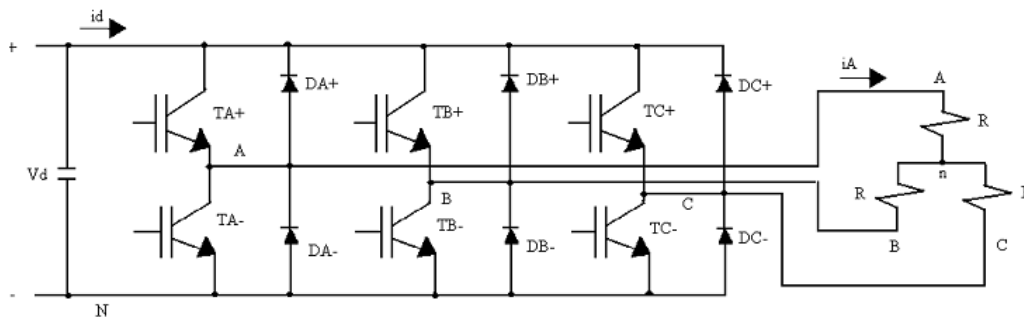 id
+
iA
A
DA+
DB+
DC+
TA+
TB+
TC+
R
A
n
Vd
B
C
R
TA-
TB-
TC-
DA-
DB-
DC-
B
C
-
N